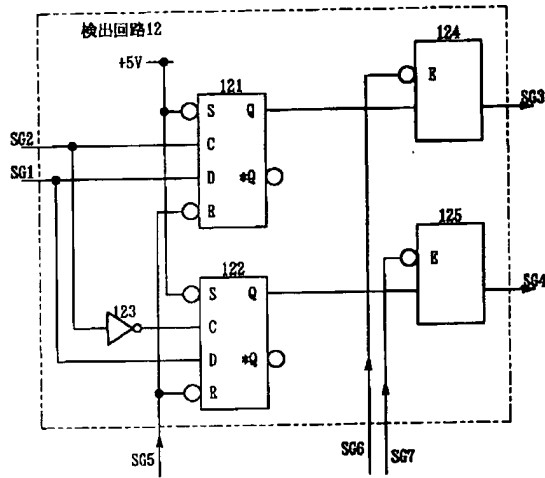 検出回路12
124
+5V
121
E
S
Q
SG3
SG2
C
SG1
D
*Q
R
125
122
E
S
Q
SG4
123
C
D
*Q
R
SG5
SG6
SG7